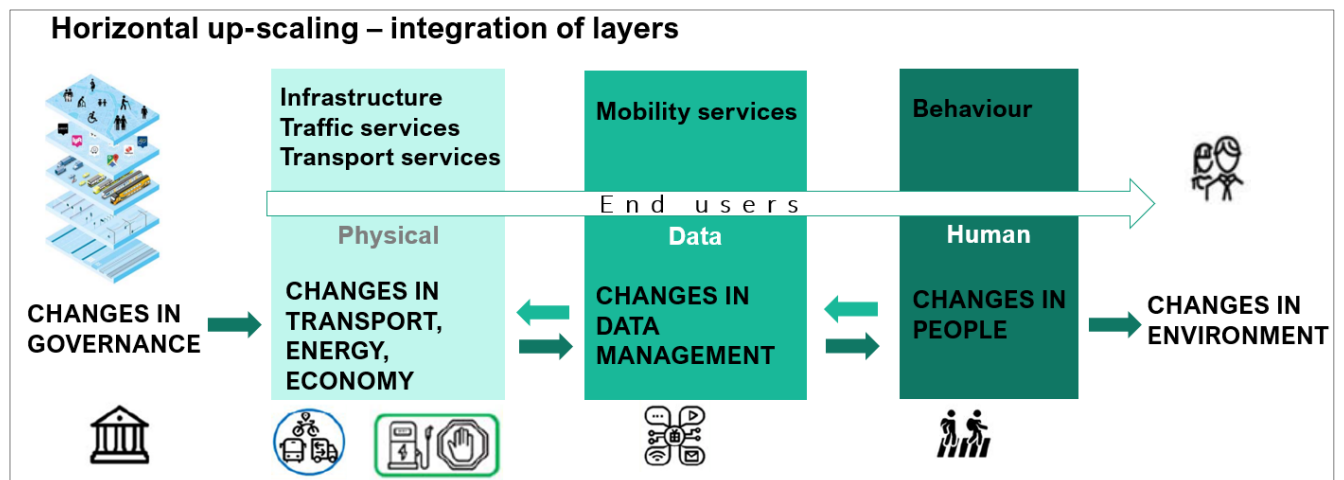 Horizontal up-scaling – integration of layers
Infrastructure
Traffic services
Transport services
Mobility services
Behaviour
End users
Physical
Data
Human
CHANGES IN
GOVERNANCE
CHANGES IN
TRANSPORT,
ENERGY,
ECONOMY
CHANGES IN
DATA
MANAGEMENT
CHANGES IN
PEOPLE
CHANGES IN
ENVIRONMENT